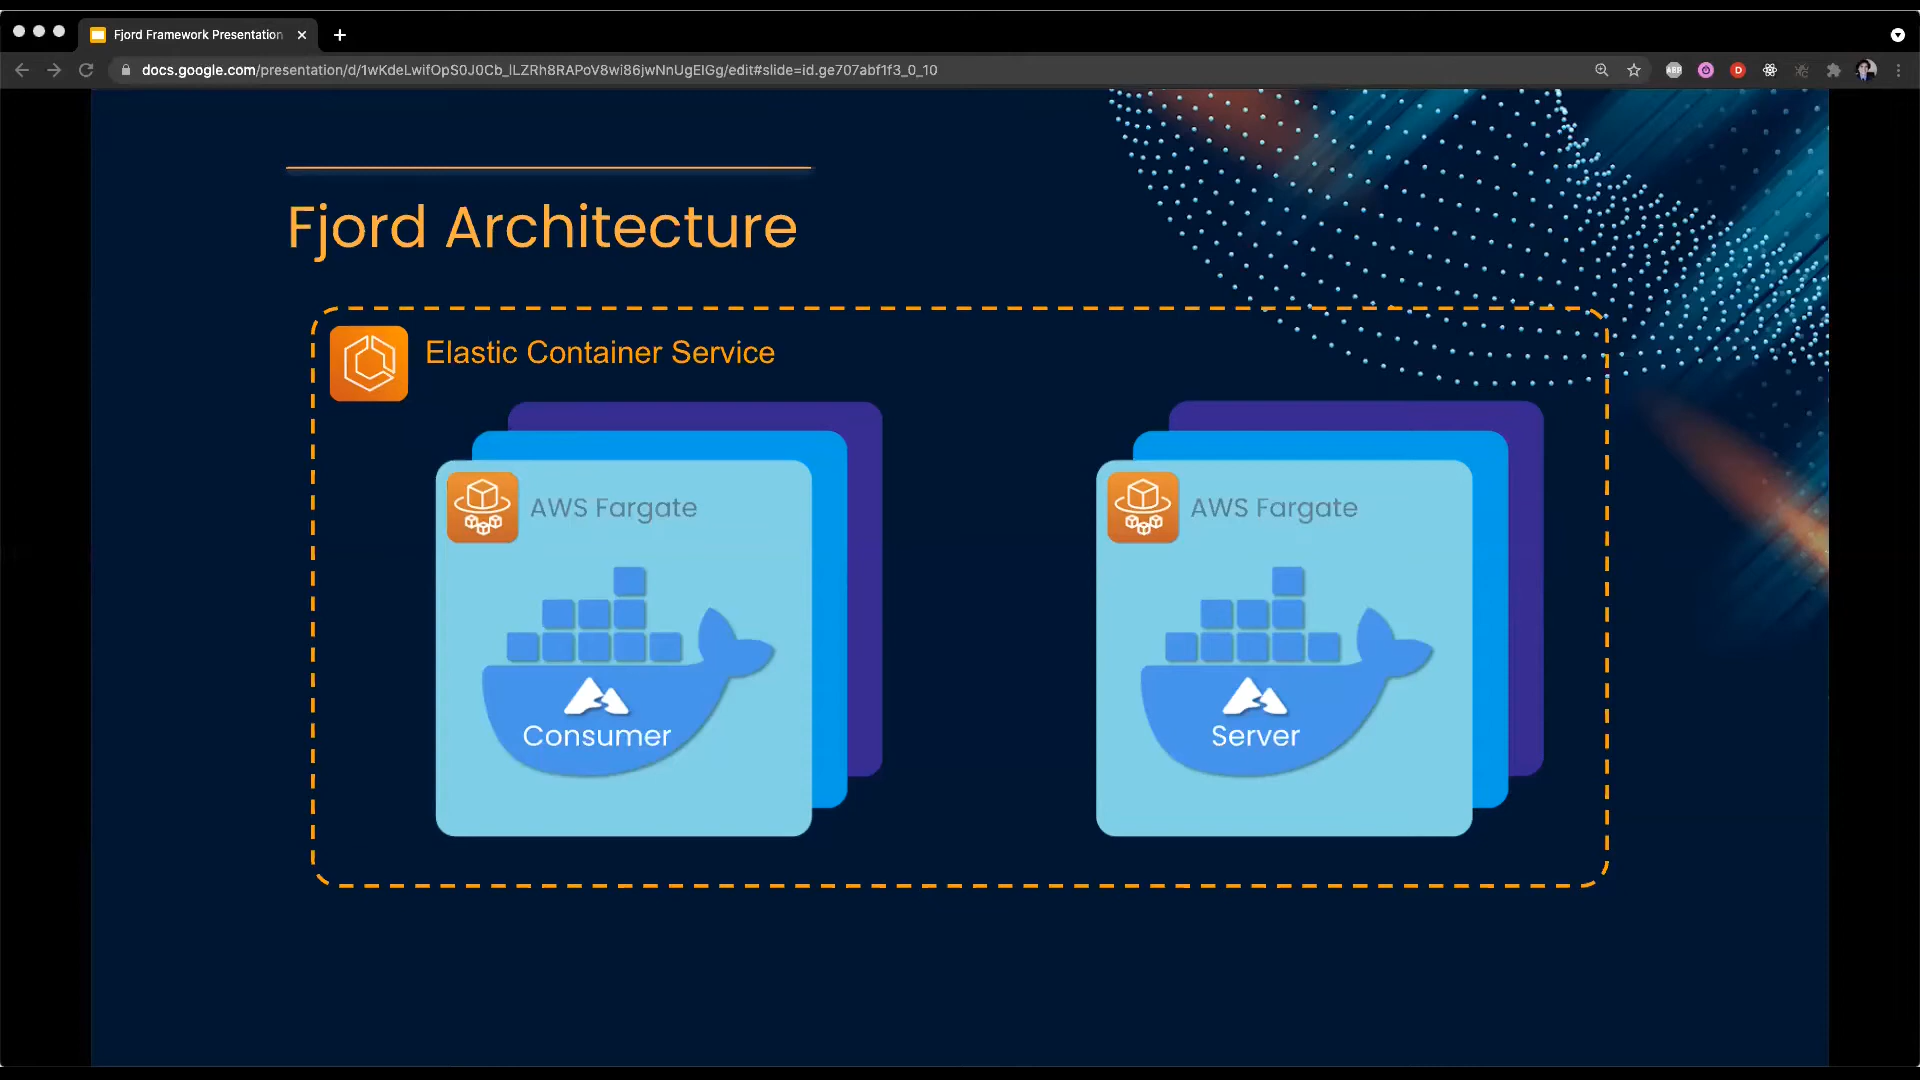 Fjord Framework Presentation
docs.google.com/presentation/d/1wKdeLwifOpS0J0Cb_lLZRh8RAPoV8wi86jwNnUgElGg/edit#slide=id.ge707abf1f3_0_10
ABP
D
Fjord Architecture
Elastic Container Service
AWS Fargate
AWS Fargate
Consumer
Server